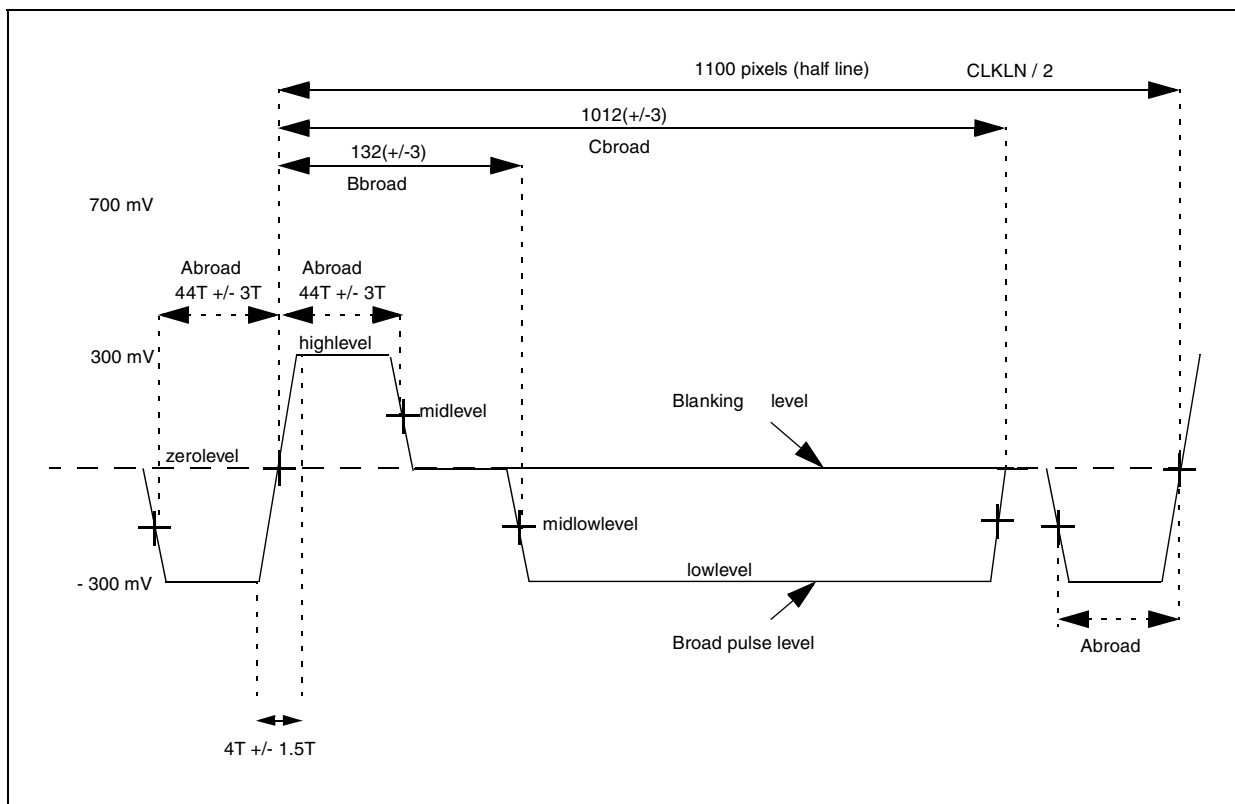 1100 pixels (half line) CLKLN / 2
1012(+/-3)
Cbroad
132(+/-3)
Bbroad
700 mV
Abroad Abroad
44T +/- 3T 44T +/- 3T
300 mV
highlevel
midlevel
Blanking level
zerolevel
midlowlevel
lowlevel
- 300 mV
Broad pulse level
Abroad
4T +/- 1.5T